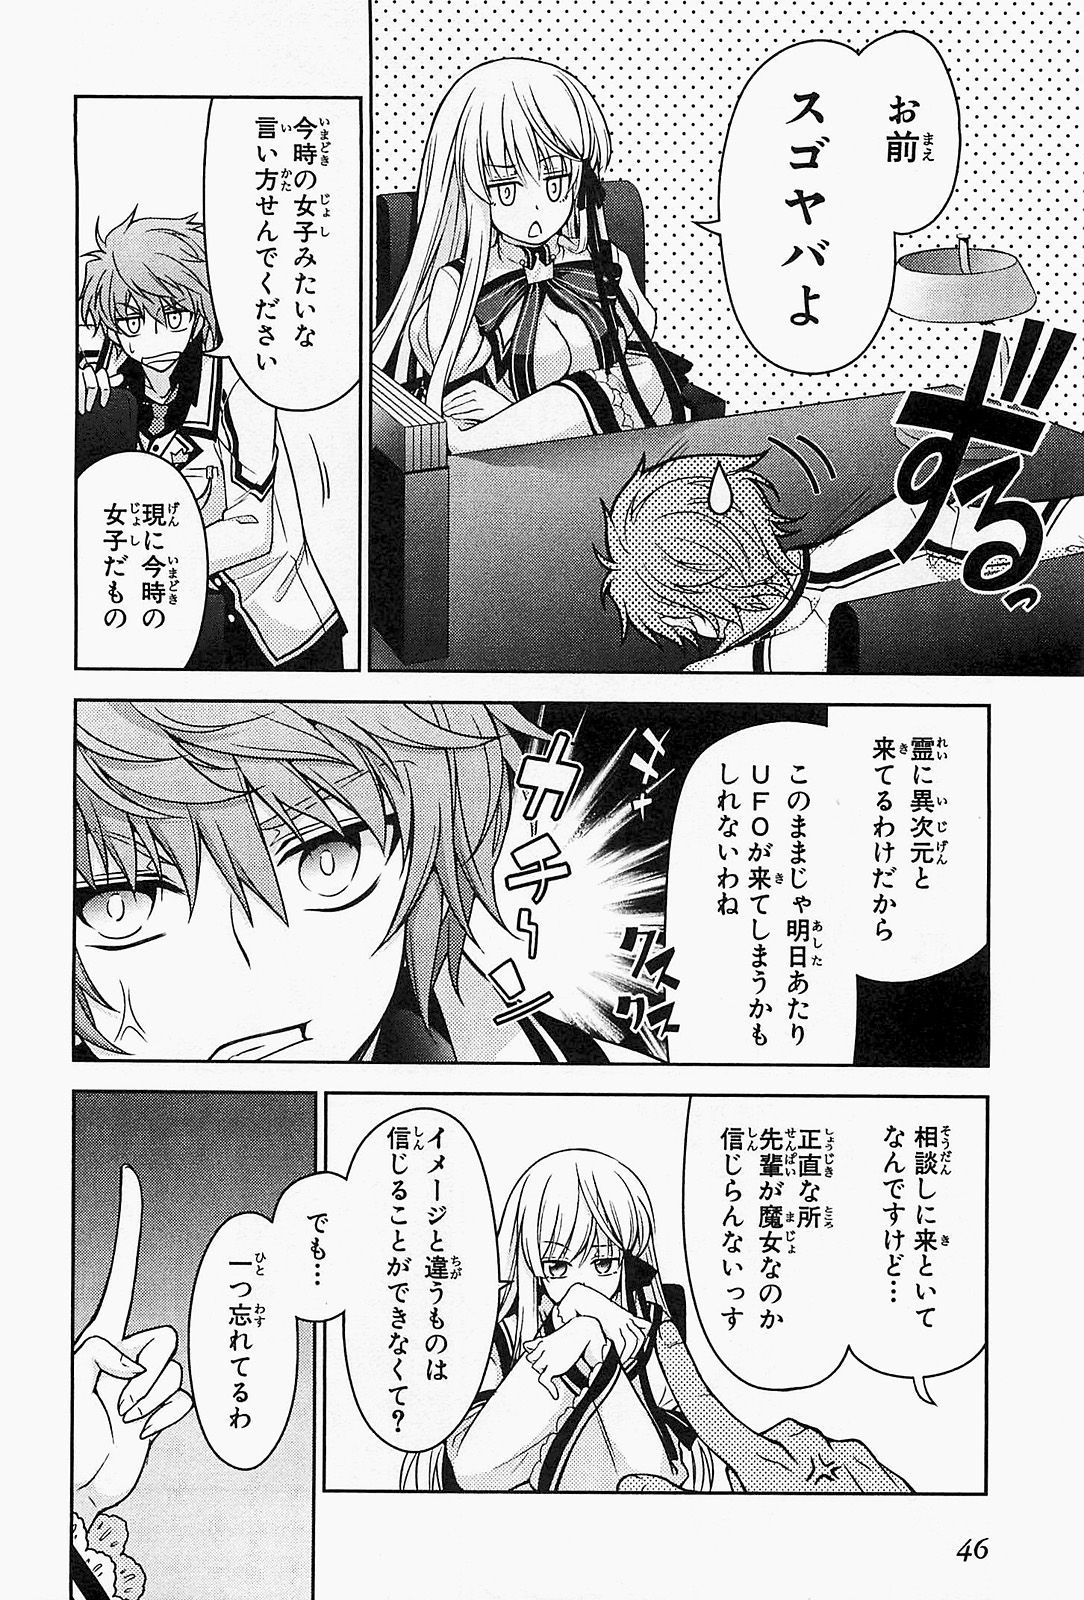 お前
スゴヤバよ
ずるっ
今時の女子みたいな
言い方せんでください
現に今時の
女子だもの
霊に異次元と
来てるわけだから
このままじゃ明日あたり
UFOが来てしまうかも
しれないわね
クスクス
カチーン
相談しに来といて
なんですけど…
正直な所
先輩が魔女なのか
信じらんないっす
イメージと違うものは
信じることができなくて?
でも…
一つ忘れてるわ
46